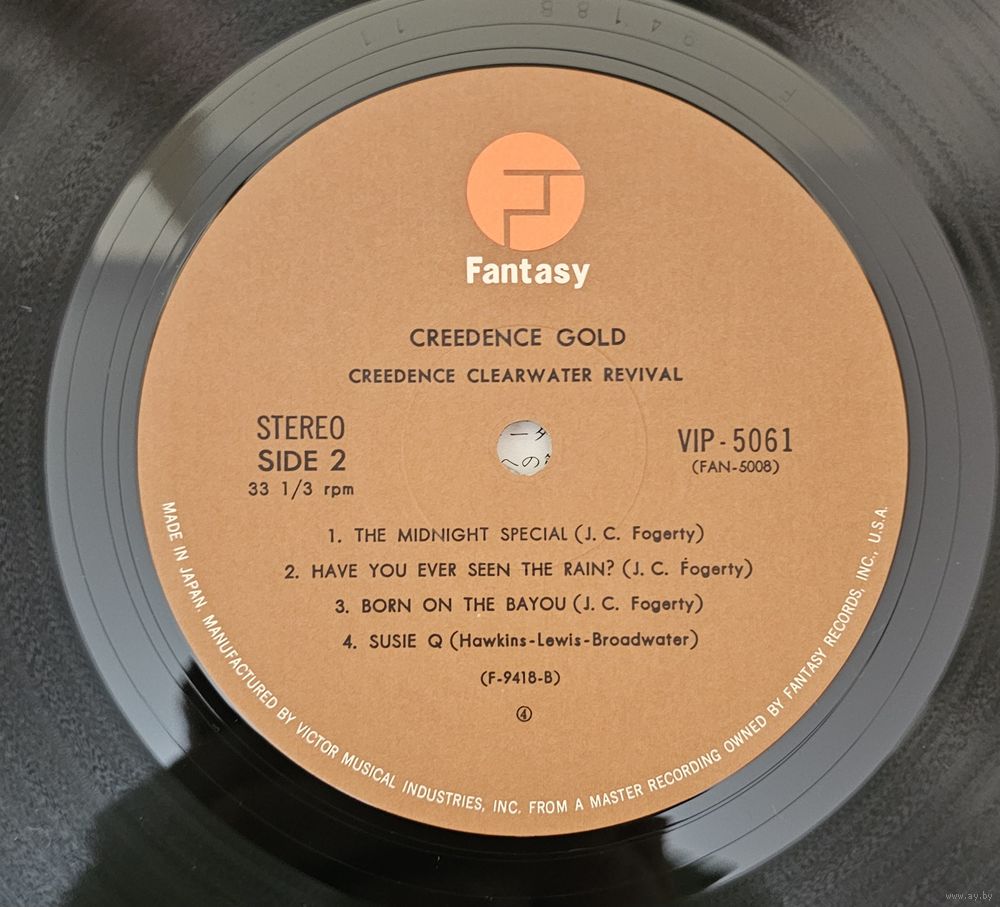 Fantasy
CREEDENCE GOLD
CREEDENCE CLEARWATER REVIVAL
STEREO
SIDE 2
33 1/3 rpm
VIP-5061
(FAN-5008)
1. THE MIDNIGHT SPECIAL (J. C. Fogerty)
2. HAVE YOU EVER SEEN THE RAIN? (J. C. Fogerty)
3. BORN ON THE BAYOU (J. C. Fogerty)
4. SUSIE Q (Hawkins-Lewis-Broadwater)
(F-9418-B)
④
MADE IN JAPAN. MANUFACTURED BY VICTOR MUSICAL INDUSTRIES, INC. FROM A MASTER RECORDING OWNED BY FANTASY RECORDS, INC., U.S.A.
www.ay.by